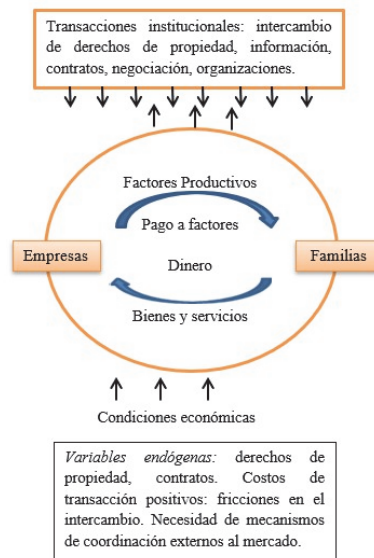 Transacciones institucionales: intercambio
de derechos de propiedad, información,
contratos, negociación, organizaciones.
Factores Productivos
Pago a factores
Empresas
Familias
Dinero
Bienes y servicios
Condiciones económicas
Variables endógenas: derechos de
propiedad, contratos. Costos de
transacción positivos: fricciones en el
intercambio. Necesidad de mecanismos
de coordinación externos al mercado.